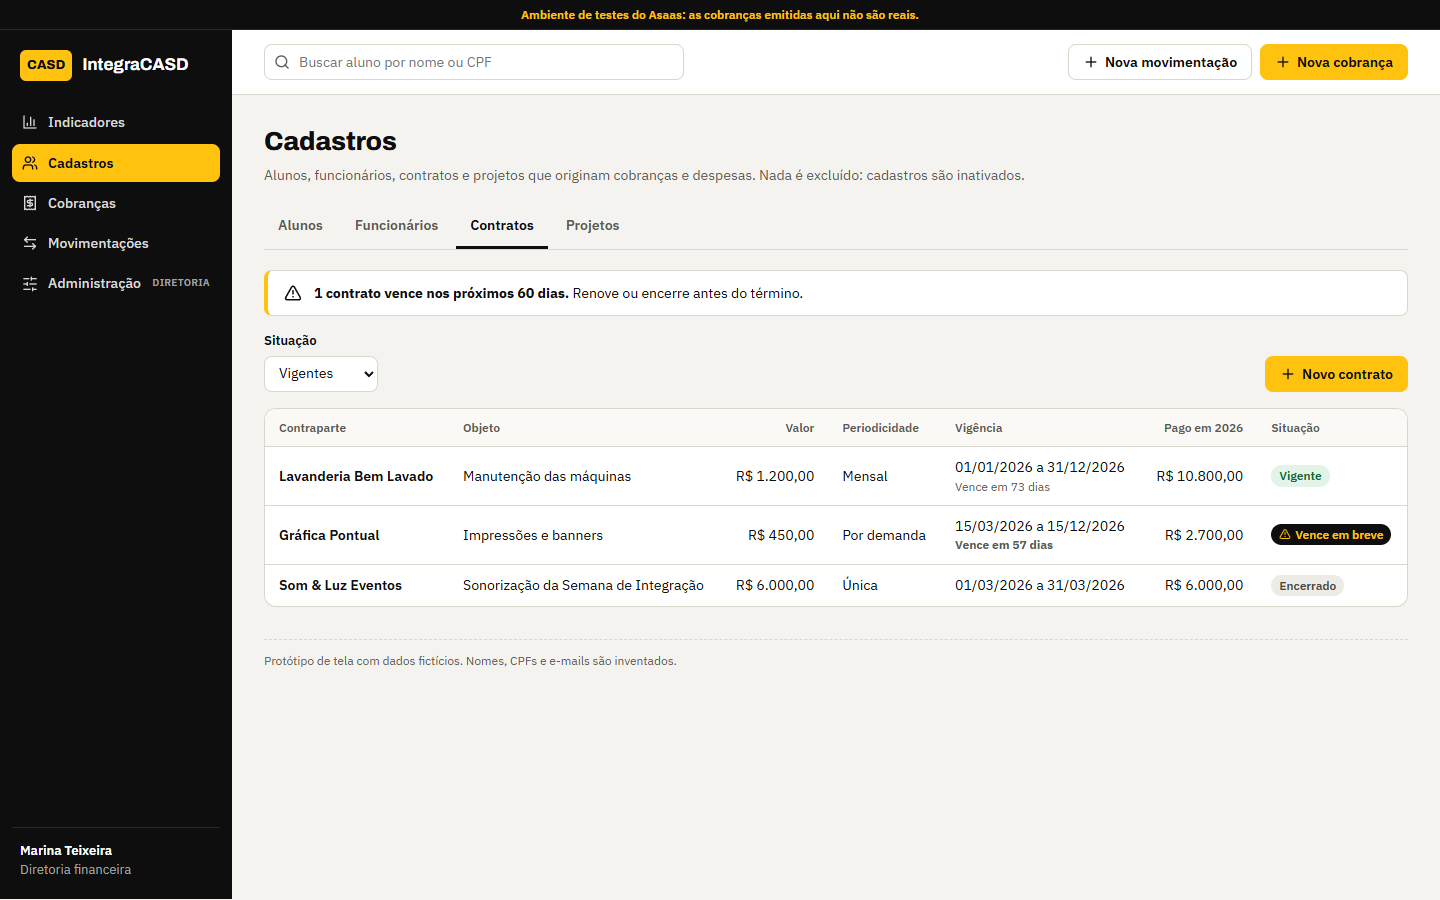 Ambiente de testes do Asaas: as cobranças emitidas aqui não são reais.
CASD IntegraCASD
Indicadores
Cadastros
Cobranças
Movimentações
Administração DIRETORIA
Marina Teixeira
Diretoria financeira
Buscar aluno por nome ou CPF
Nova movimentação
Nova cobrança
Cadastros
Alunos, funcionários, contratos e projetos que originam cobranças e despesas. Nada é excluído: cadastros são inativados.
Alunos Funcionários Contratos Projetos
1 contrato vence nos próximos 60 dias. Renove ou encerre antes do término.
Situação
Vigentes
Novo contrato
Contraparte Objeto Valor Periodicidade Vigência Pago em 2026 Situação
Lavanderia Bem Lavado Manutenção das máquinas R$ 1.200,00 Mensal 01/01/2026 a 31/12/2026 R$ 10.800,00 Vigente
Vence em 73 dias
Gráfica Pontual Impressões e banners R$ 450,00 Por demanda 15/03/2026 a 15/12/2026 R$ 2.700,00 Vence em breve
Vence em 57 dias
Som & Luz Eventos Sonorização da Semana de Integração R$ 6.000,00 Única 01/03/2026 a 31/03/2026 R$ 6.000,00 Encerrado
Protótipo de tela com dados fictícios. Nomes, CPFs e e-mails são inventados.